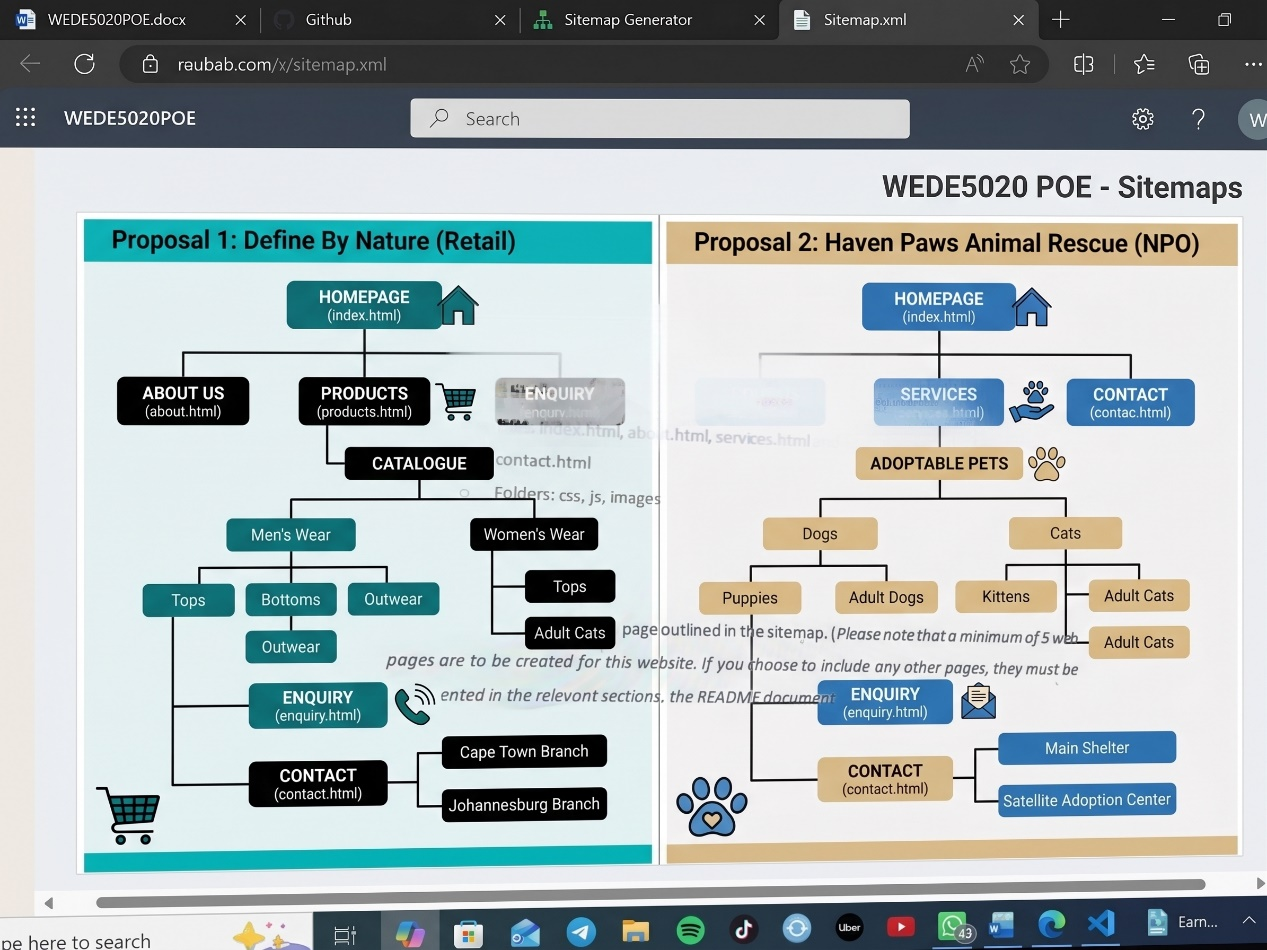 WEDE5020POE.docx
Github
Sitemap Generator
Sitemap.xml
reubab.com/x/sitemap.xml
WEDE5020POE
Search
W
WEDE5020 POE - Sitemaps
Proposal 1: Define By Nature (Retail)
HOMEPAGE
(index.html)
ABOUT US
(about.html)
PRODUCTS
(products.html)
ENQUIRY
index.html, about.html, services.html
CATALOGUE
contact.html
Folders: css, js, images
Men's Wear
Women's Wear
Tops
Bottoms
Outwear
Tops
Outwear
Adult Cats
page outlined in the sitemap. (Please note that a minimum of 5 web
pages are to be created for this website. If you choose to include any other pages, they must be
ented in the relevont sections. the README document
ENQUIRY
(enquiry.html)
CONTACT
(contact.html)
Cape Town Branch
Johannesburg Branch
Proposal 2: Haven Paws Animal Rescue (NPO)
HOMEPAGE
(index.html)
SERVICES
CONTACT
(contac.html)
ADOPTABLE PETS
Dogs
Cats
Puppies
Adult Dogs
Kittens
Adult Cats
Adult Cats
ENQUIRY
(enquiry.html)
CONTACT
(contact.html)
Main Shelter
Satellite Adoption Center
pe here to search
Uber
43
Earn...